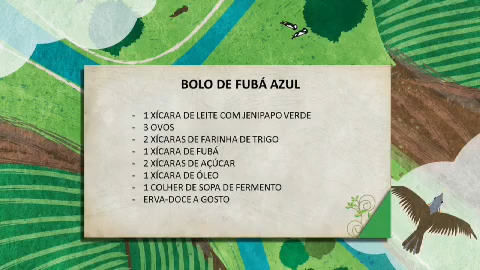 BOLO DE FUBÁ AZUL
- 1 XÍCARA DE LEITE COM JENIPAPO VERDE
- 3 OVOS
- 2 XÍCARAS DE FARINHA DE TRIGO
- 1 XÍCARA DE FUBÁ
- 2 XÍCARAS DE AÇÚCAR
- 1 XÍCARA DE ÓLEO
- 1 COLHER DE SOPA DE FERMENTO
- ERVA-DOCE A GOSTO